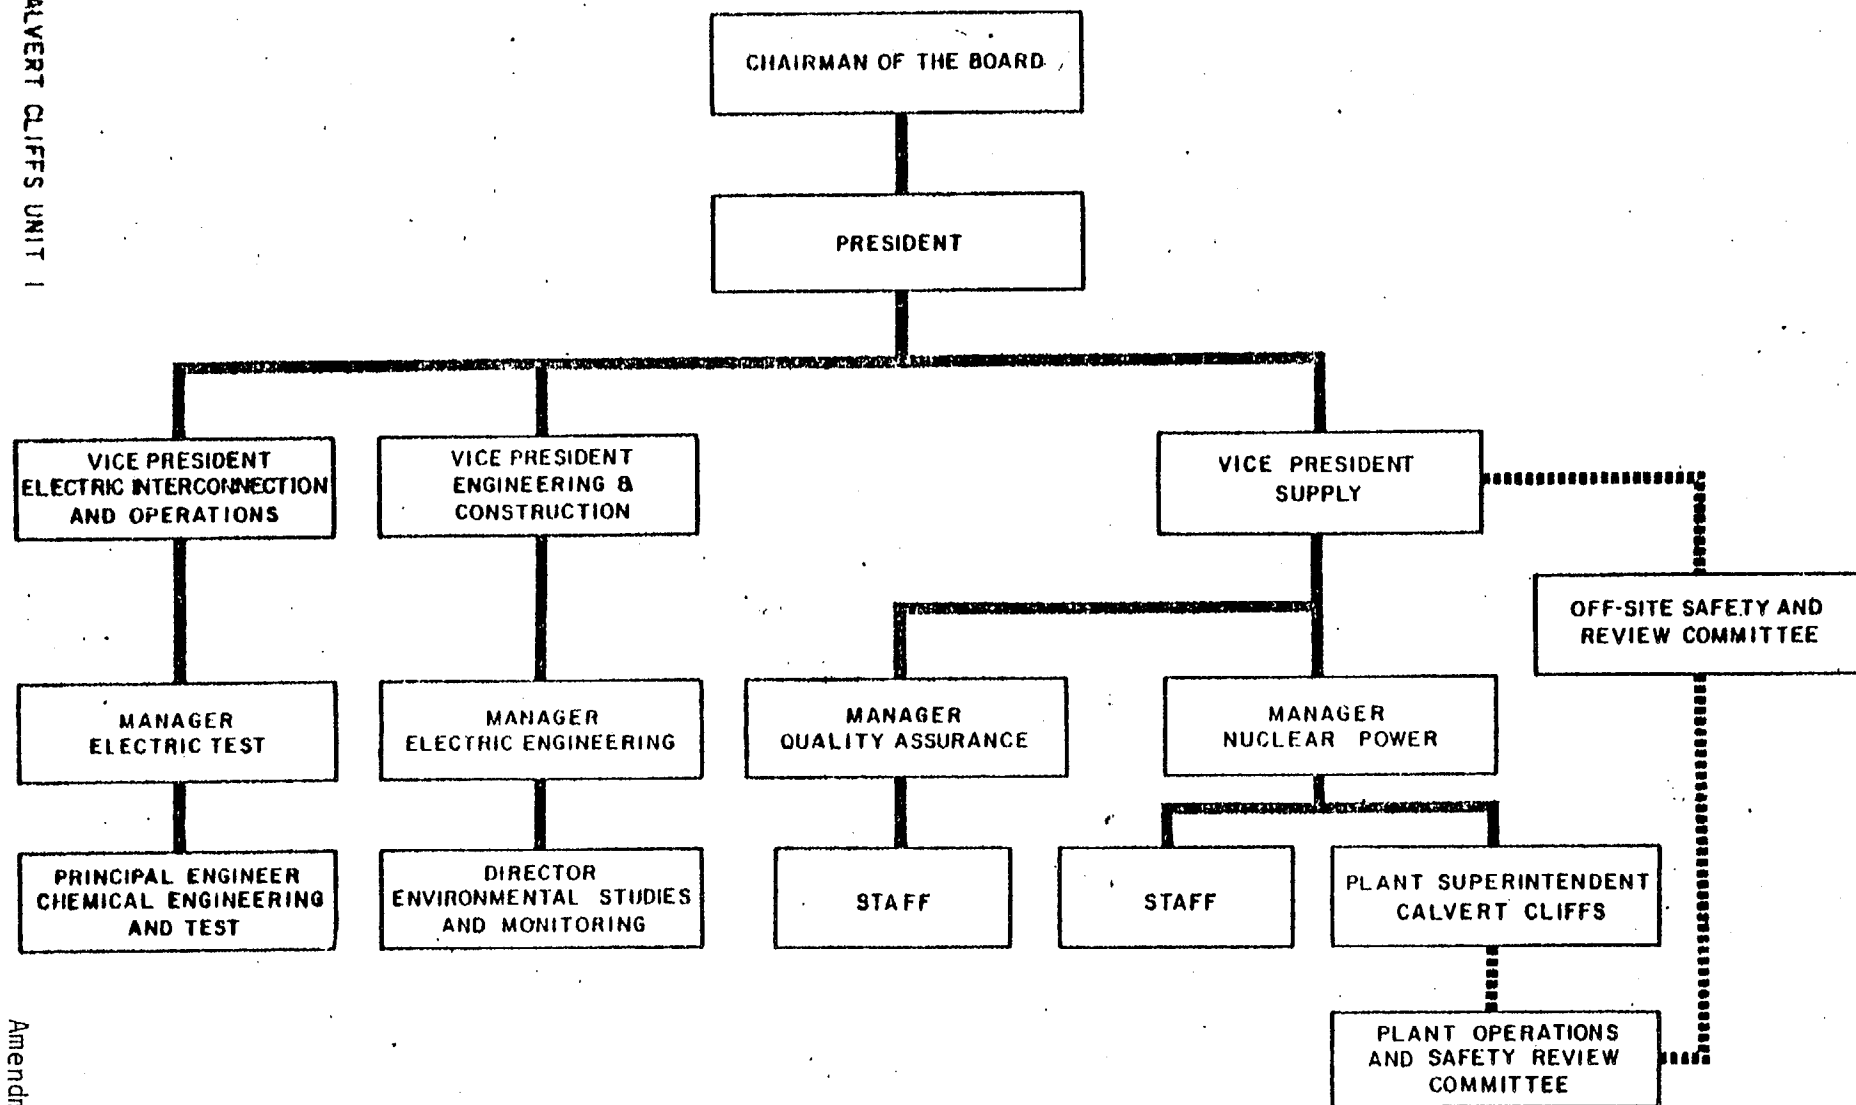 ALVERT CLIFFS UNIT 1
CHAIRMAN OF THE BOARD
PRESIDENT
VICE PRESIDENT
ELECTRIC INTERCONNECTION
AND OPERATIONS
VICE PRESIDENT
ENGINEERING &
CONSTRUCTION
VICE PRESIDENT
SUPPLY
OFF-SITE SAFETY AND
REVIEW COMMITTEE
MANAGER
ELECTRIC TEST
MANAGER
ELECTRIC ENGINEERING
MANAGER
QUALITY ASSURANCE
MANAGER
NUCLEAR POWER
PRINCIPAL ENGINEER
CHEMICAL ENGINEERING
AND TEST
DIRECTOR
ENVIRONMENTAL STUDIES
AND MONITORING
STAFF
STAFF
PLANT SUPERINTENDENT
CALVERT CLIFFS
PLANT OPERATIONS
AND SAFETY REVIEW
COMMITTEE